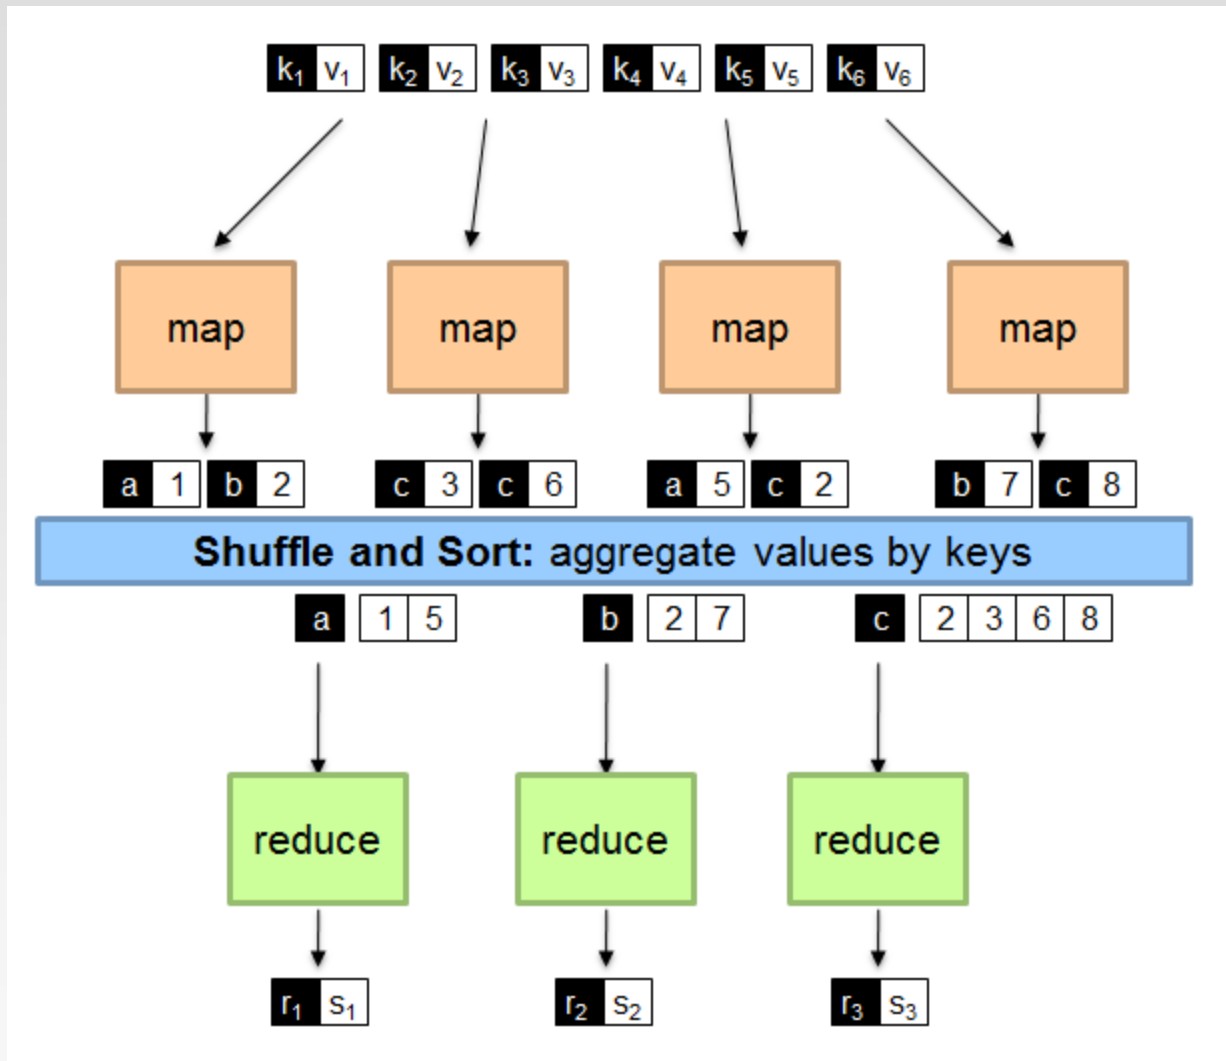 k₁ v₁ k₂ v₂ k₃ v₃ k₄ v₄ k₅ v₅ k₆ v₆
map map map map
a 1 b 2 c 3 c 6 a 5 c 2 b 7 c 8
Shuffle and Sort: aggregate values by keys
a 1 5 b 2 7 c 2 3 6 8
reduce reduce reduce
r₁ s₁ r₂ s₂ r₃ s₃